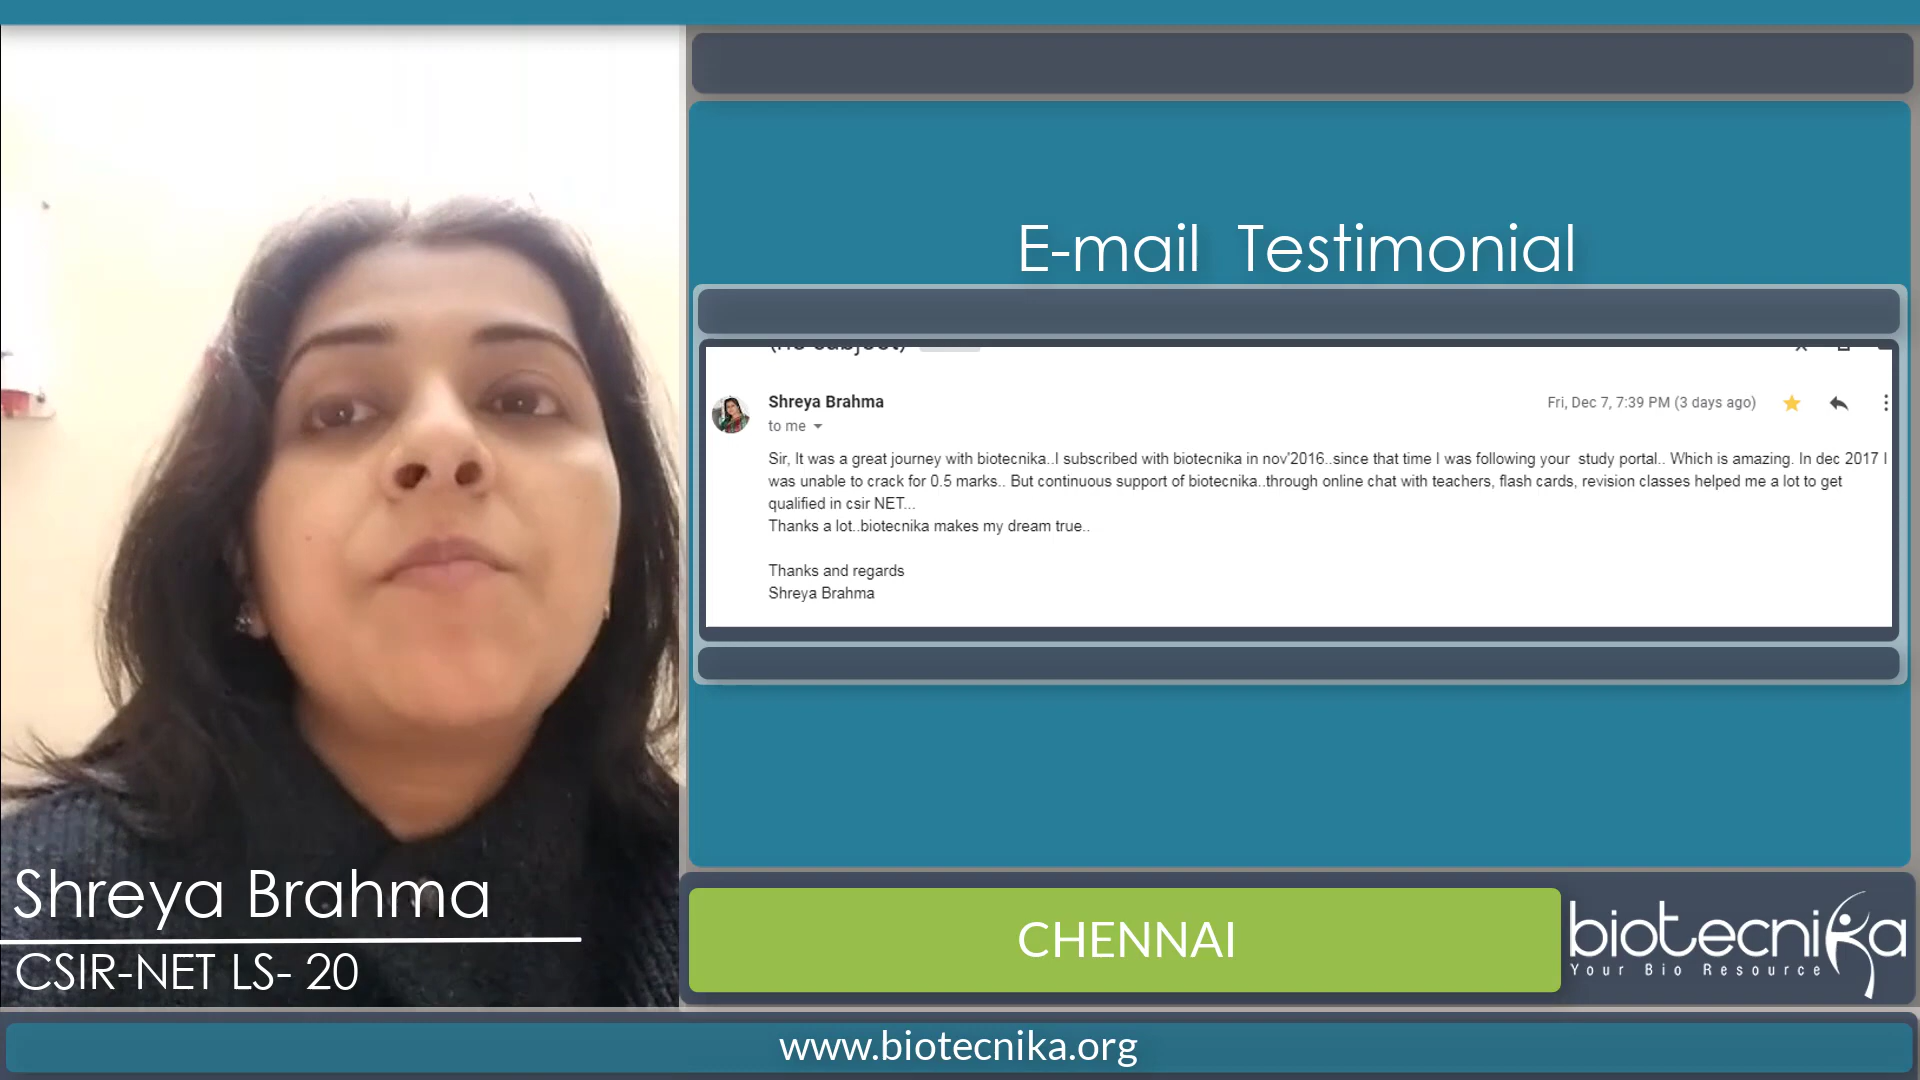 E-mail Testimonial
(no subject)
Shreya Brahma
Fri, Dec 7, 7:39 PM (3 days ago)
to me
Sir, It was a great journey with biotecnika..I subscribed with biotecnika in nov'2016..since that time I was following your study portal.. Which is amazing. In dec 2017 I
was unable to crack for 0.5 marks.. But continuous support of biotecnika..through online chat with teachers, flash cards, revision classes helped me a lot to get
qualified in csir NET...
Thanks a lot..biotecnika makes my dream true..
Thanks and regards
Shreya Brahma
Shreya Brahma
CSIR-NET LS- 20
CHENNAI
biotecnika
Your Bio Resource
www.biotecnika.org